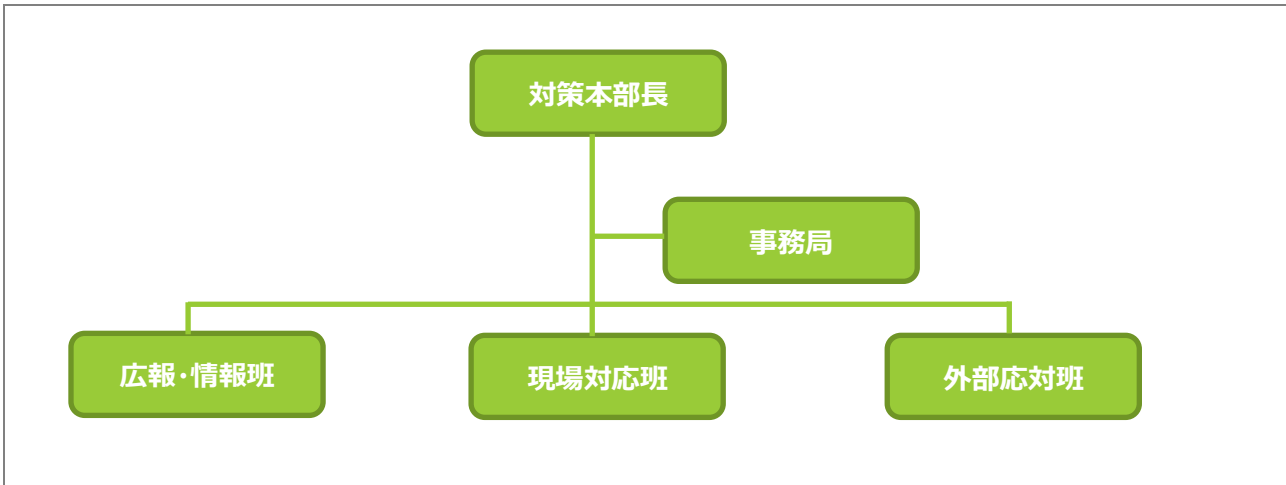 対策本部長
事務局
広報・情報班
現場対応班
外部応対班